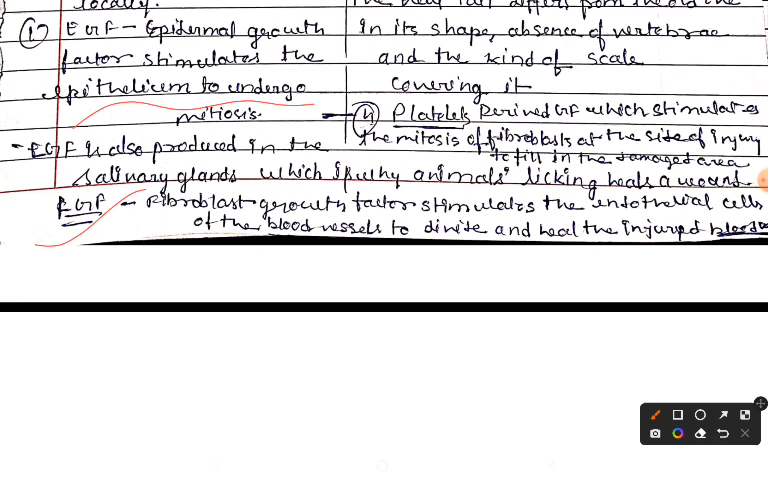 locally.
① EGF - Epidermal growth
factor stimulates the
epithelium to undergo
mitiosis.
- EGF is also produced in the
salivary glands which is why animals' licking heals a wound.
FGF - Fibroblast growth factor stimulates the endothelial cells
of the blood vessels to divide and heal the injured blood
In its shape, absence of vertebrae
and the kind of scale
covering it
Platelets Derived GF which stimulates
the mitosis of fibroblasts at the site of injury
to fill in the damaged area